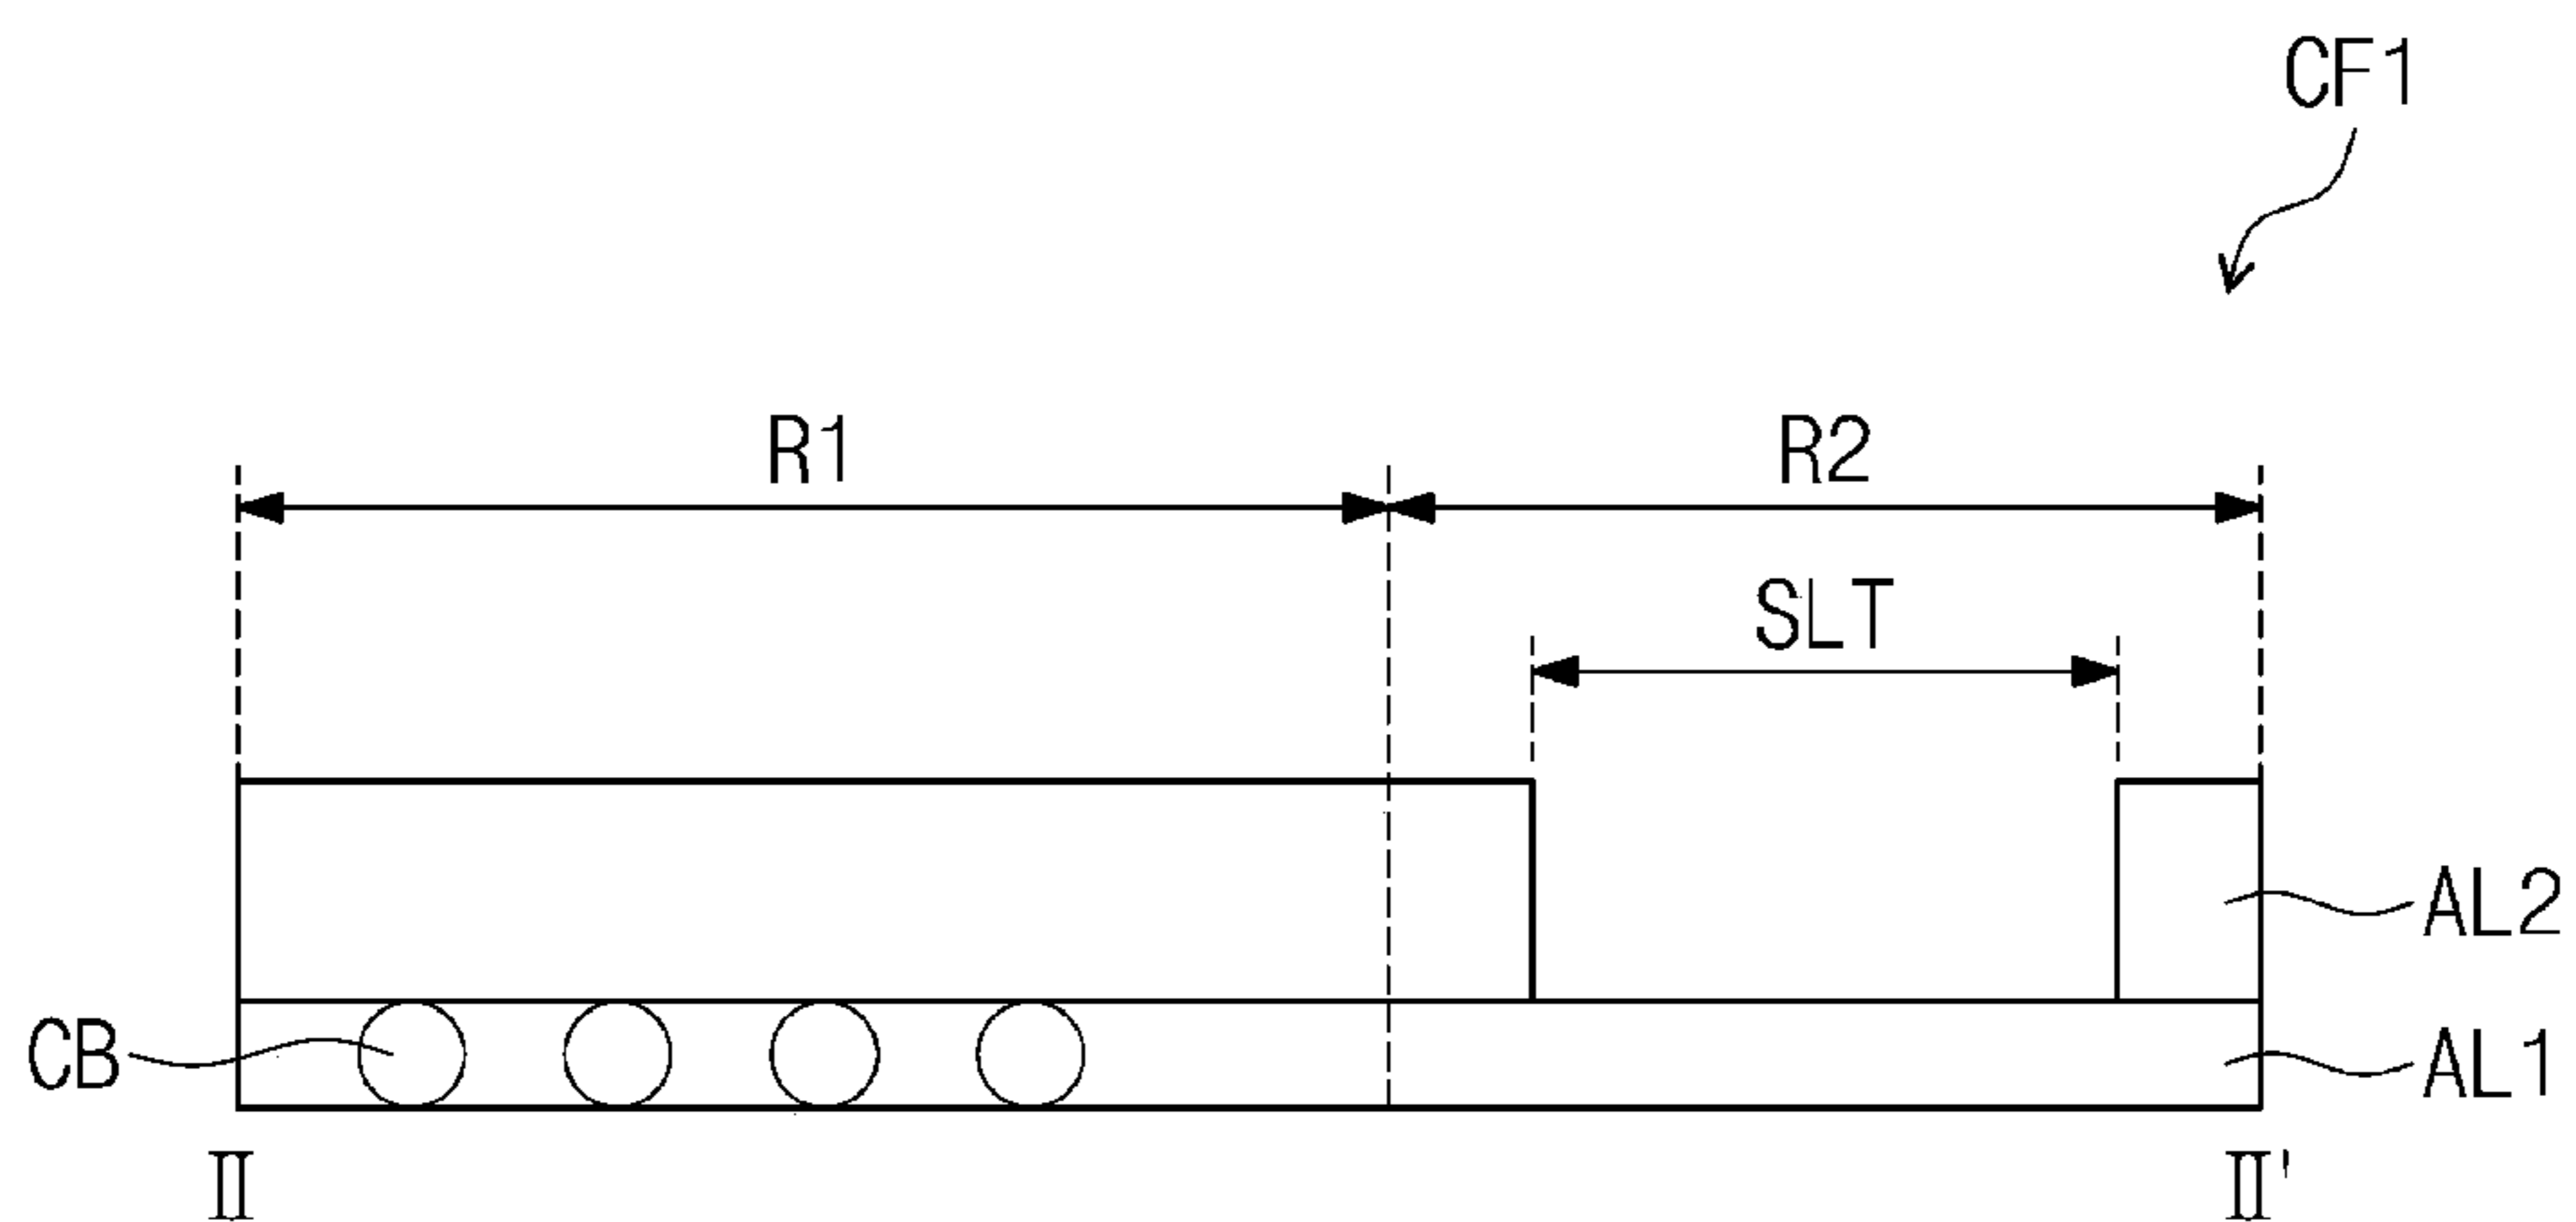 CF1
R1 R2
SLT
AL2
CB AL1
Ⅱ Ⅱ'